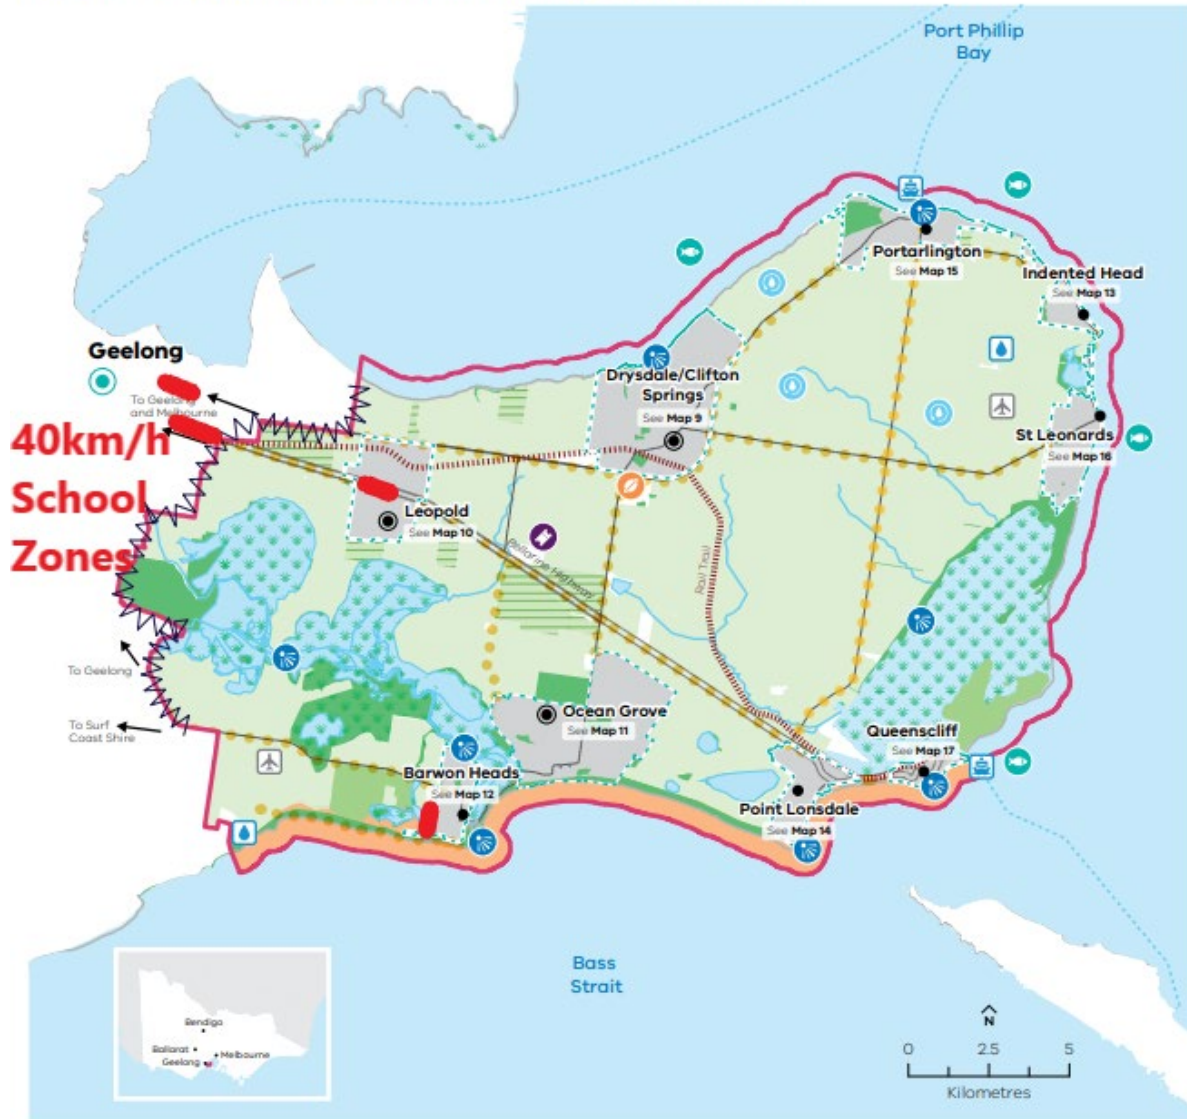 Port Phillip
Bay
Portarlington
See Map 15
Indented Head
See Map 13
Geelong
To Geelong
and Melbourne
Drysdale/Clifton
Springs
See Map 9
40km/h
School
Zones
St Leonards
See Map 16
Leopold
See Map 10
Bellarine Highway
Rail Trail
To Geelong
To Surf
Coast Shire
Ocean Grove
See Map 11
Queenscliff
See Map 17
Barwon Heads
See Map 12
Point Lonsdale
See Map 14
Bass
Strait
Bendigo
Ballarat
Melbourne
Geelong
N
0 2.5 5
Kilometres